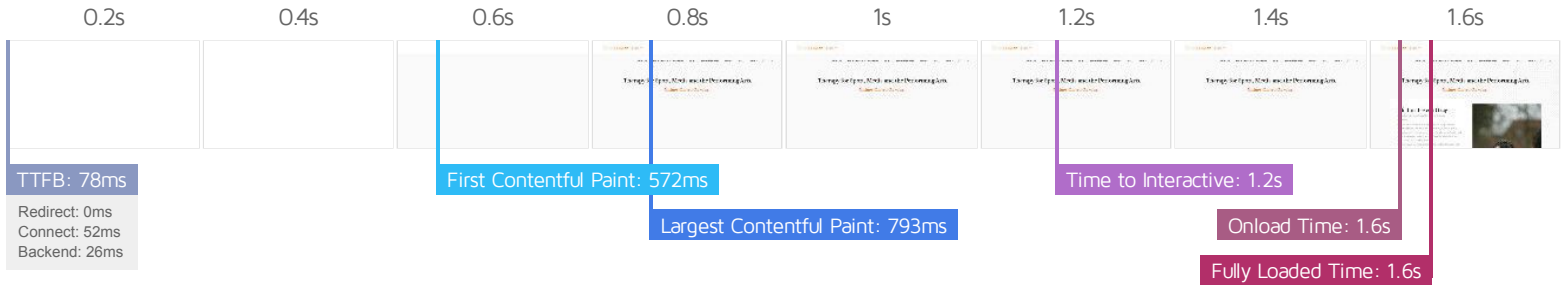 0.2s 0.4s 0.6s 0.8s 1s 1.2s 1.4s 1.6s
TTFB: 78ms
Redirect: 0ms
Connect: 52ms
Backend: 26ms
First Contentful Paint: 572ms
Largest Contentful Paint: 793ms
Time to Interactive: 1.2s
Onload Time: 1.6s
Fully Loaded Time: 1.6s